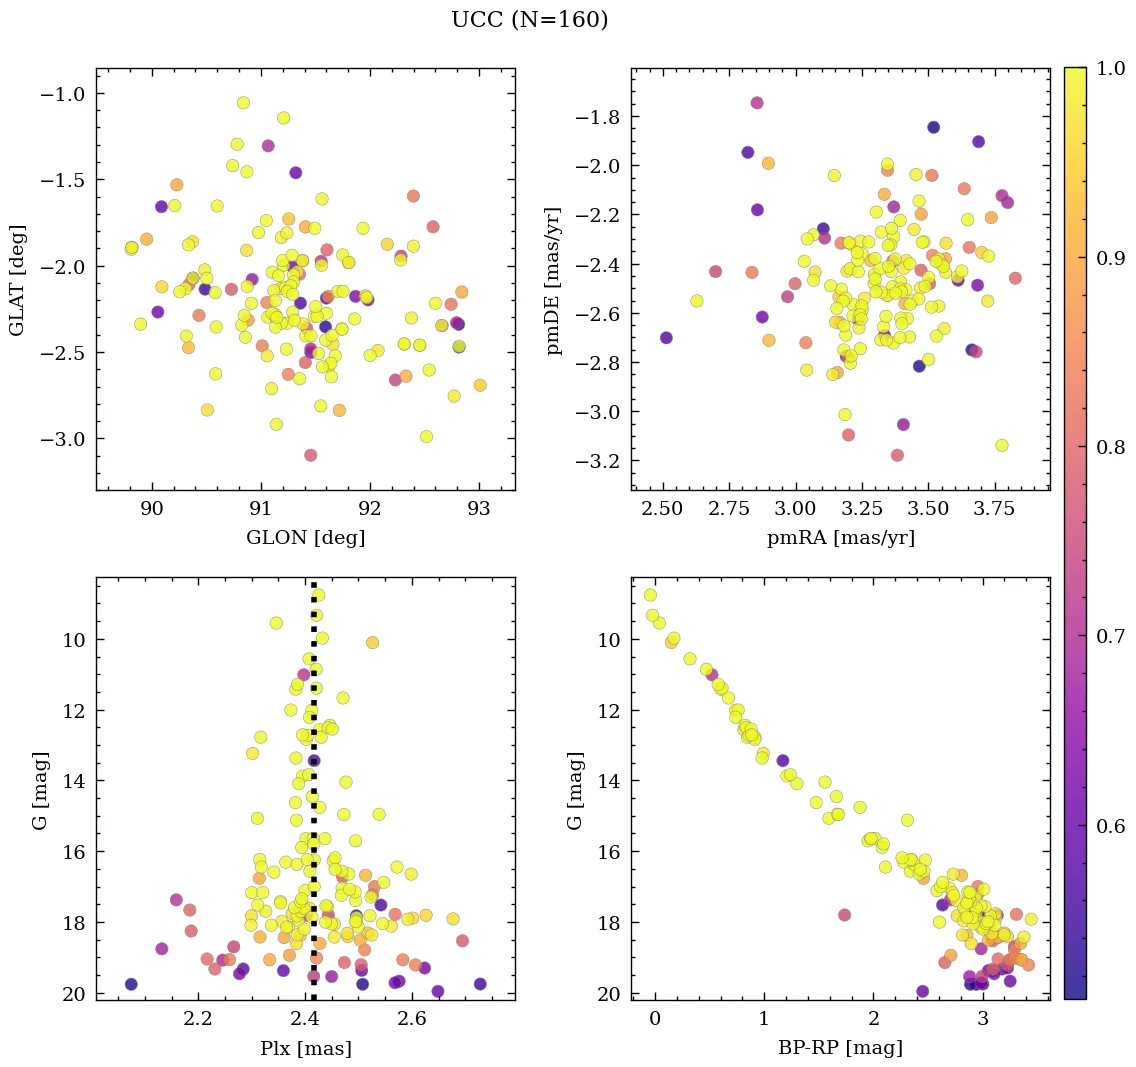 UCC (N=160)
−1.0
−1.5
−2.0
−2.5
−3.0
GLAT [deg]
90 91 92 93
GLON [deg]
−1.8
−2.0
−2.2
−2.4
−2.6
−2.8
−3.0
−3.2
pmDE [mas/yr]
2.50 2.75 3.00 3.25 3.50 3.75
pmRA [mas/yr]
1.0
0.9
0.8
0.7
0.6
10
12
14
16
18
20
G [mag]
2.2 2.4 2.6
Plx [mas]
10
12
14
16
18
20
G [mag]
0 1 2 3
BP-RP [mag]